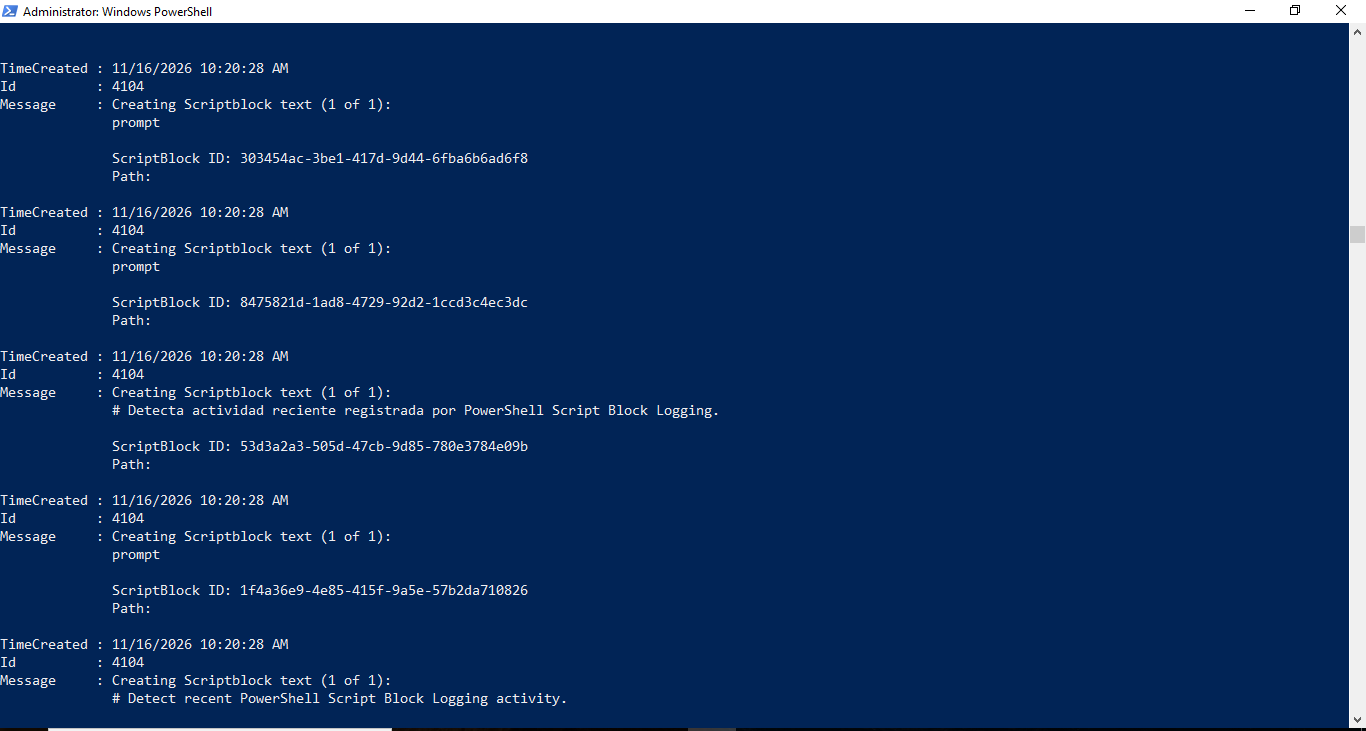 Administrator: Windows PowerShell
TimeCreated : 11/16/2026 10:20:28 AM
Id          : 4104
Message     : Creating Scriptblock text (1 of 1):
              prompt
              ScriptBlock ID: 303454ac-3be1-417d-9d44-6fba6b6ad6f8
              Path:
TimeCreated : 11/16/2026 10:20:28 AM
Id          : 4104
Message     : Creating Scriptblock text (1 of 1):
              prompt
              ScriptBlock ID: 8475821d-1ad8-4729-92d2-1ccd3c4ec3dc
              Path:
TimeCreated : 11/16/2026 10:20:28 AM
Id          : 4104
Message     : Creating Scriptblock text (1 of 1):
              # Detecta actividad reciente registrada por PowerShell Script Block Logging.
              ScriptBlock ID: 53d3a2a3-505d-47cb-9d85-780e3784e09b
              Path:
TimeCreated : 11/16/2026 10:20:28 AM
Id          : 4104
Message     : Creating Scriptblock text (1 of 1):
              prompt
              ScriptBlock ID: 1f4a36e9-4e85-415f-9a5e-57b2da710826
              Path:
TimeCreated : 11/16/2026 10:20:28 AM
Id          : 4104
Message     : Creating Scriptblock text (1 of 1):
              # Detect recent PowerShell Script Block Logging activity.